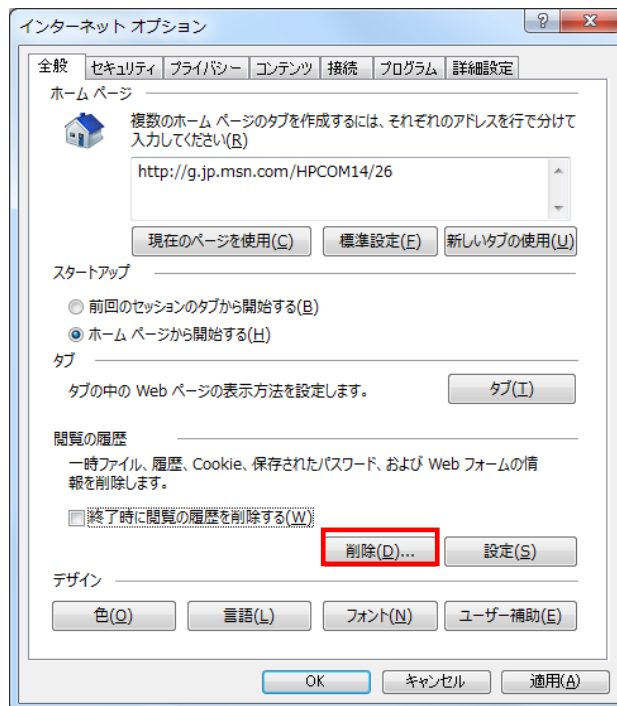 インターネット オプション
全般 セキュリティ プライバシー コンテンツ 接続 プログラム 詳細設定
ホーム ページ
複数のホーム ページのタブを作成するには、それぞれのアドレスを行で分けて
入力してください(R)
http://g.jp.msn.com/HPCOM14/26
現在のページを使用(C) 標準設定(F) 新しいタブの使用(U)
スタートアップ
前回のセッションのタブから開始する(B)
ホーム ページから開始する(H)
タブ
タブの中の Web ページの表示方法を設定します。 タブ(T)
閲覧の履歴
一時ファイル、履歴、Cookie、保存されたパスワード、および Web フォームの情
報を削除します。
終了時に閲覧の履歴を削除する(W)
削除(D)... 設定(S)
デザイン
色(O) 言語(L) フォント(N) ユーザー補助(E)
OK キャンセル 適用(A)